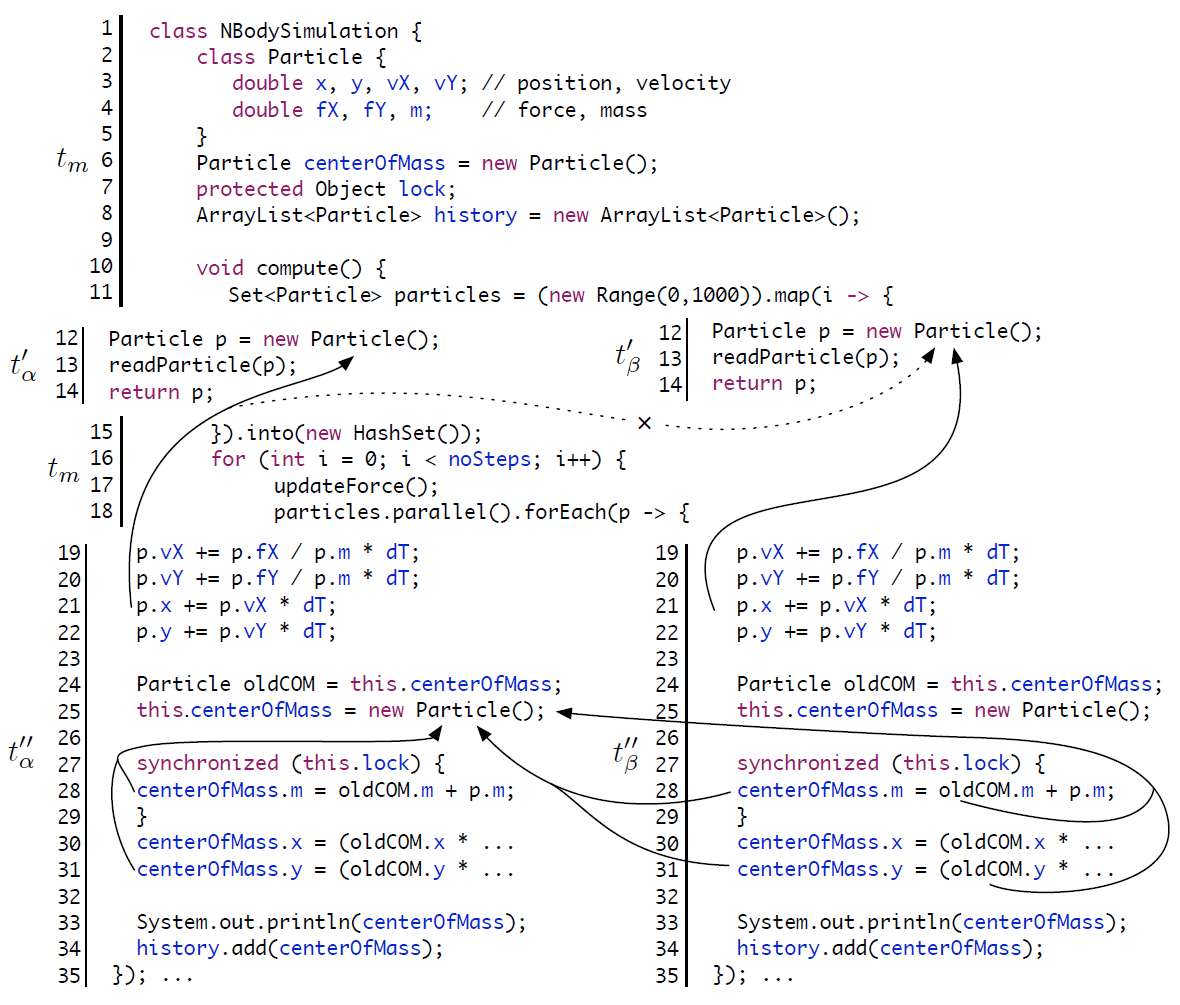 1 class NBodySimulation {
2 class Particle {
3 double x, y, vX, vY; // position, velocity
4 double fX, fY, m; // force, mass
5 }
t_m 6 Particle centerOfMass = new Particle();
7 protected Object lock;
8 ArrayList<Particle> history = new ArrayList<Particle>();
9
10 void compute() {
11 Set<Particle> particles = (new Range(0,1000)).map(i -> {
12 Particle p = new Particle();
t′α 13 readParticle(p);
14 return p;
12 Particle p = new Particle();
t′β 13 readParticle(p);
14 return p;
×
15 }).into(new HashSet());
16 for (int i = 0; i < noSteps; i++) {
t_m 17 updateForce();
18 particles.parallel().forEach(p -> {
19 p.vX += p.fX / p.m * dT;
20 p.vY += p.fY / p.m * dT;
21 p.x += p.vX * dT;
22 p.y += p.vY * dT;
23
24 Particle oldCOM = this.centerOfMass;
25 this.centerOfMass = new Particle();
26
t″α 27 synchronized (this.lock) {
28 centerOfMass.m = oldCOM.m + p.m;
29 }
30 centerOfMass.x = (oldCOM.x * ...
31 centerOfMass.y = (oldCOM.y * ...
32
33 System.out.println(centerOfMass);
34 history.add(centerOfMass);
35 }); ...
19 p.vX += p.fX / p.m * dT;
20 p.vY += p.fY / p.m * dT;
21 p.x += p.vX * dT;
22 p.y += p.vY * dT;
23
24 Particle oldCOM = this.centerOfMass;
25 this.centerOfMass = new Particle();
26
t″β 27 synchronized (this.lock) {
28 centerOfMass.m = oldCOM.m + p.m;
29 }
30 centerOfMass.x = (oldCOM.x * ...
31 centerOfMass.y = (oldCOM.y * ...
32
33 System.out.println(centerOfMass);
34 history.add(centerOfMass);
35 }); ...